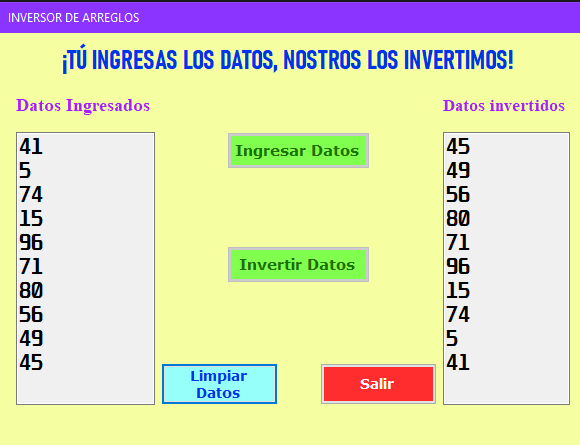 INVERSOR DE ARREGLOS
¡TÚ INGRESAS LOS DATOS, NOSTROS LOS INVERTIMOS!
Datos Ingresados
41
5
74
15
96
71
80
56
49
45
Ingresar Datos
Invertir Datos
Limpiar
Datos
Salir
Datos invertidos
45
49
56
80
71
96
15
74
5
41